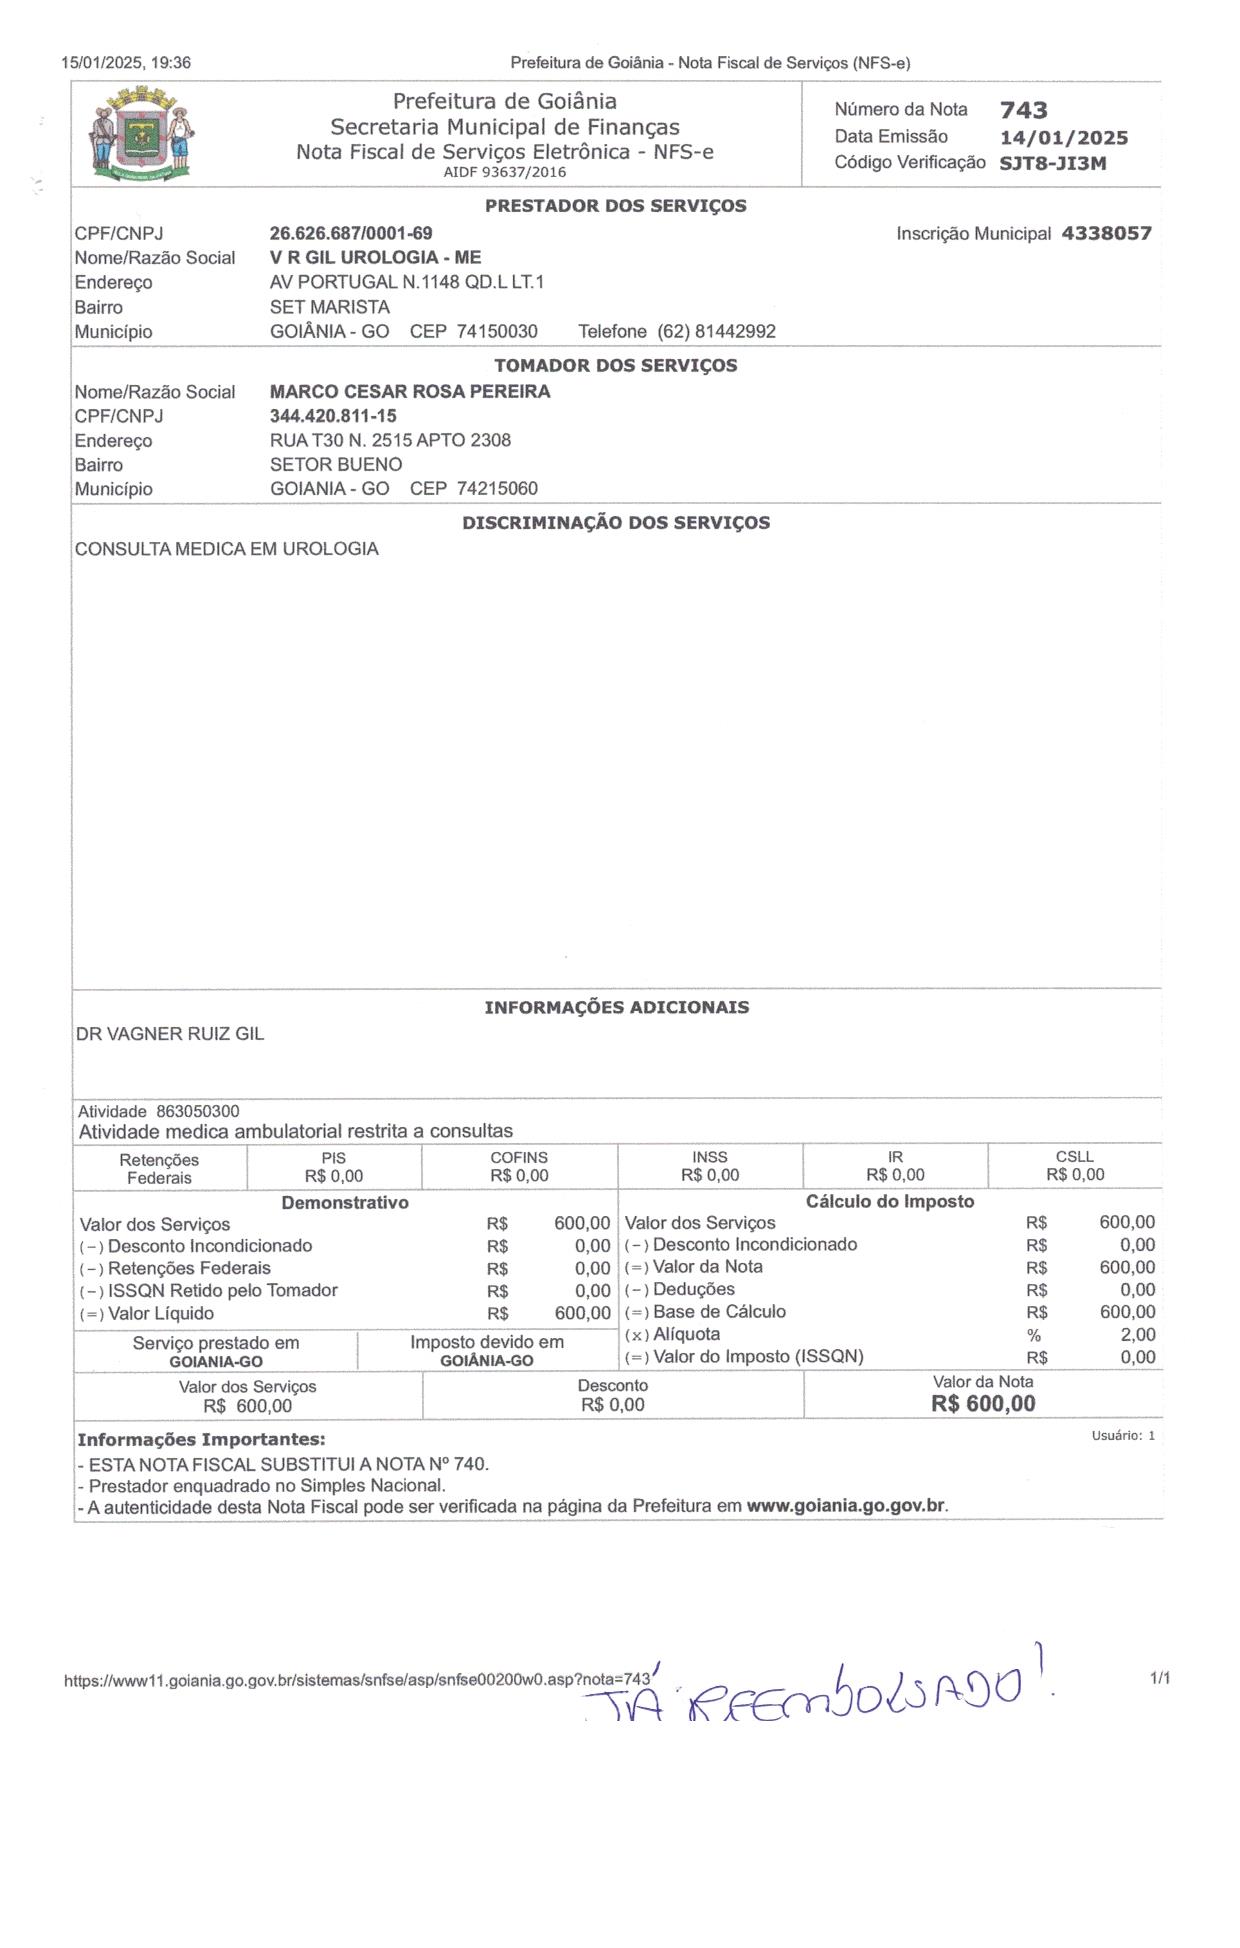 15/01/2025, 19:36 Prefeitura de Goiânia - Nota Fiscal de Serviços (NFS-e)
Prefeitura de Goiânia
Secretaria Municipal de Finanças
Nota Fiscal de Serviços Eletrônica - NFS-e
AIDF 93637/2016
Número da Nota 743
Data Emissão 14/01/2025
Código Verificação SJT8-JI3M
PRESTADOR DOS SERVIÇOS
CPF/CNPJ 26.626.687/0001-69 Inscrição Municipal 4338057
Nome/Razão Social V R GIL UROLOGIA - ME
Endereço AV PORTUGAL N.1148 QD.L LT.1
Bairro SET MARISTA
Município GOIÂNIA - GO CEP 74150030 Telefone (62) 81442992
TOMADOR DOS SERVIÇOS
Nome/Razão Social MARCO CESAR ROSA PEREIRA
CPF/CNPJ 344.420.811-15
Endereço RUA T30 N. 2515 APTO 2308
Bairro SETOR BUENO
Município GOIANIA - GO CEP 74215060
DISCRIMINAÇÃO DOS SERVIÇOS
CONSULTA MEDICA EM UROLOGIA
INFORMAÇÕES ADICIONAIS
DR VAGNER RUIZ GIL
Atividade 863050300
Atividade medica ambulatorial restrita a consultas
Retenções Federais PIS R$ 0,00 COFINS R$ 0,00 INSS R$ 0,00 IR R$ 0,00 CSLL R$ 0,00
Demonstrativo
Valor dos Serviços R$ 600,00
(-) Desconto Incondicionado R$ 0,00
(-) Retenções Federais R$ 0,00
(-) ISSQN Retido pelo Tomador R$ 0,00
(=) Valor Líquido R$ 600,00
Serviço prestado em GOIANIA-GO
Imposto devido em GOIÂNIA-GO
Cálculo do Imposto
Valor dos Serviços R$ 600,00
(-) Desconto Incondicionado R$ 0,00
(=) Valor da Nota R$ 600,00
(-) Deduções R$ 0,00
(=) Base de Cálculo R$ 600,00
(x) Alíquota % 2,00
(=) Valor do Imposto (ISSQN) R$ 0,00
Valor dos Serviços R$ 600,00
Desconto R$ 0,00
Valor da Nota R$ 600,00
Informações Importantes: Usuário: 1
- ESTA NOTA FISCAL SUBSTITUI A NOTA Nº 740.
- Prestador enquadrado no Simples Nacional.
- A autenticidade desta Nota Fiscal pode ser verificada na página da Prefeitura em www.goiania.go.gov.br.
https://www11.goiania.go.gov.br/sistemas/snfse/asp/snfse00200w0.asp?nota=743 1/1
JÁ REEMBOLSADO!